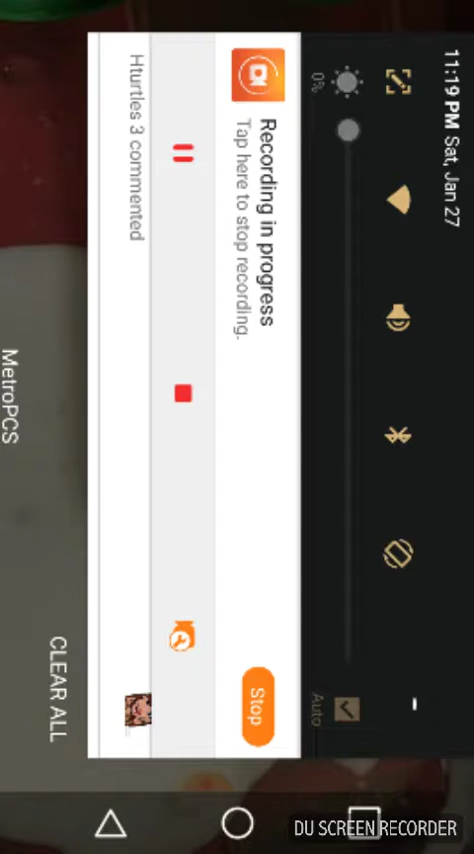 11:19 PM Sat, Jan 27
0%
Auto
Recording in progress
Tap here to stop recording.
Stop
Hturtles 3 commented
CLEAR ALL
MetroPCS
DU SCREEN RECORDER